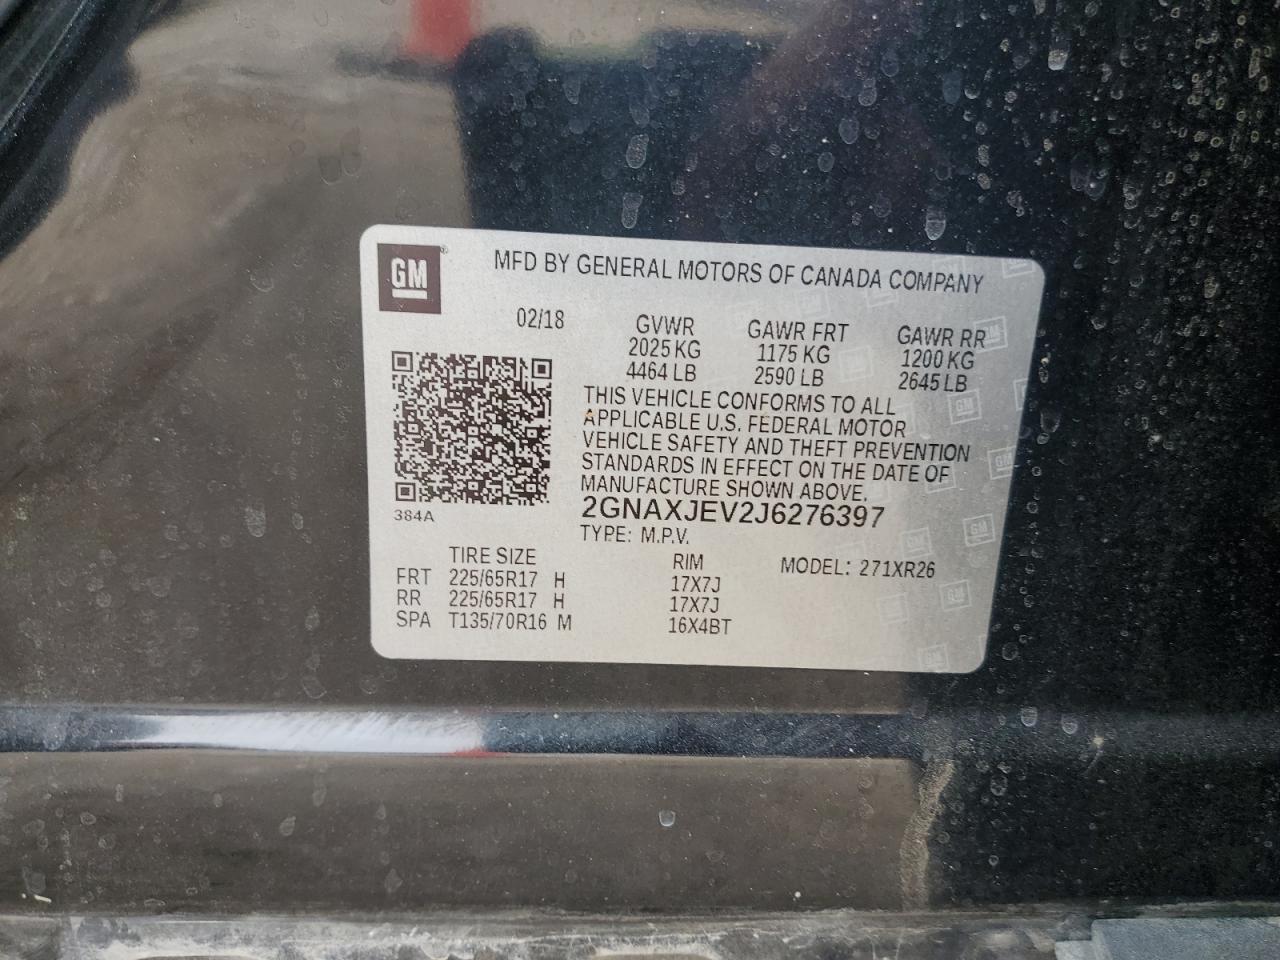 GM ®
MFD BY GENERAL MOTORS OF CANADA COMPANY
02/18 GVWR GAWR FRT GAWR RR
2025 KG 1175 KG 1200 KG
4464 LB 2590 LB 2645 LB
THIS VEHICLE CONFORMS TO ALL
APPLICABLE U.S. FEDERAL MOTOR
VEHICLE SAFETY AND THEFT PREVENTION
STANDARDS IN EFFECT ON THE DATE OF
MANUFACTURE SHOWN ABOVE.
384A
2GNAXJEV2J6276397
TYPE: M.P.V.
TIRE SIZE RIM MODEL: 271XR26
FRT 225/65R17 H 17X7J
RR 225/65R17 H 17X7J
SPA T135/70R16 M 16X4BT